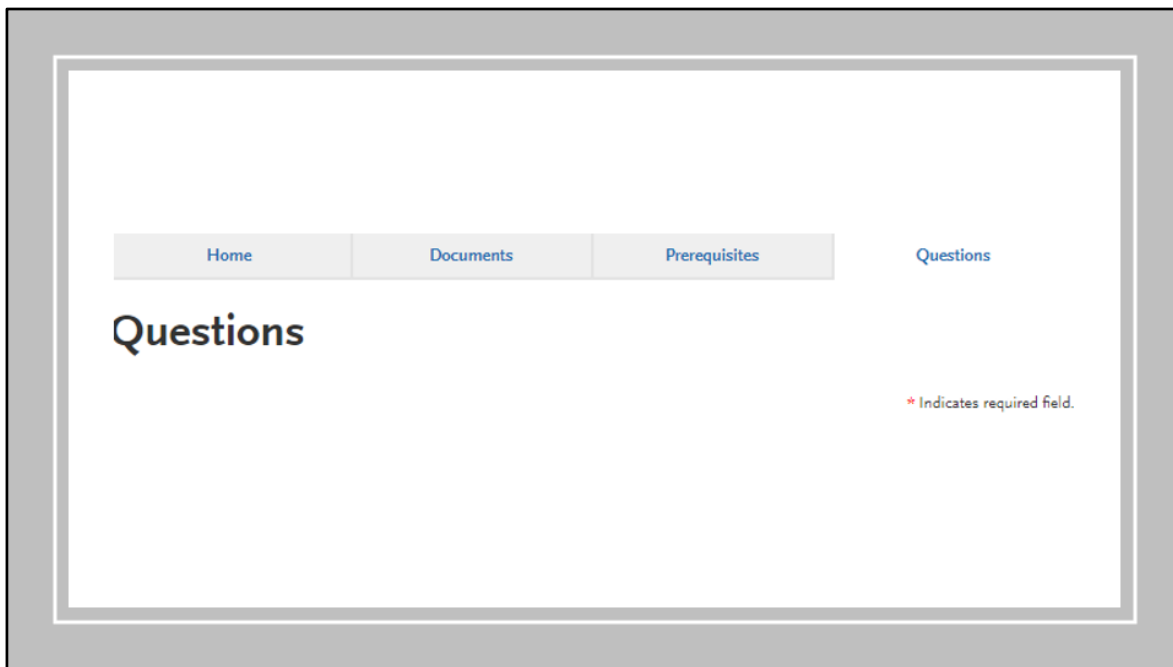 Home Documents Prerequisites Questions
Questions
* Indicates required field.